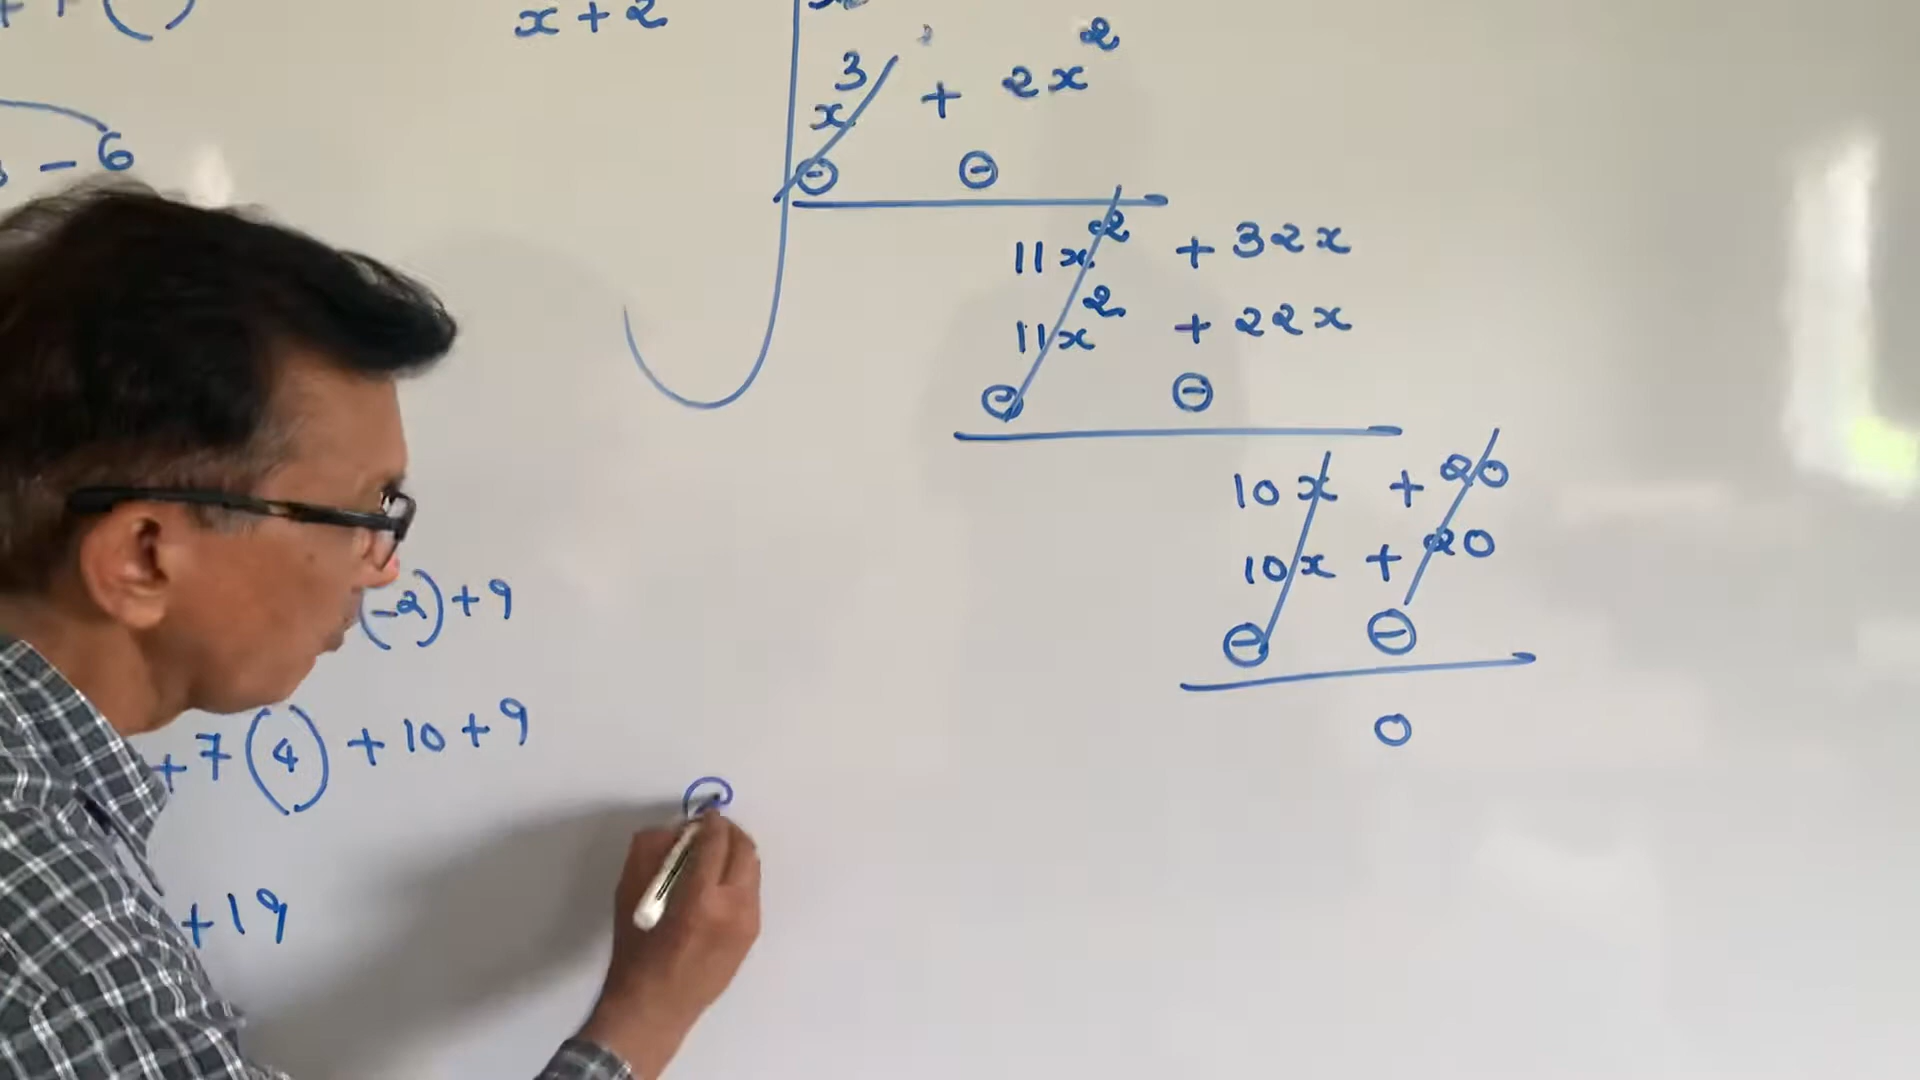 x + 2
x³ + 2x²
⊖ ⊖
- 6
11x² + 32x
11x² + 22x
⊖ ⊖
10x + 20
10x + 20
⊖ ⊖
0
(-2) + 9
+ 7 (4) + 10 + 9
+ 19